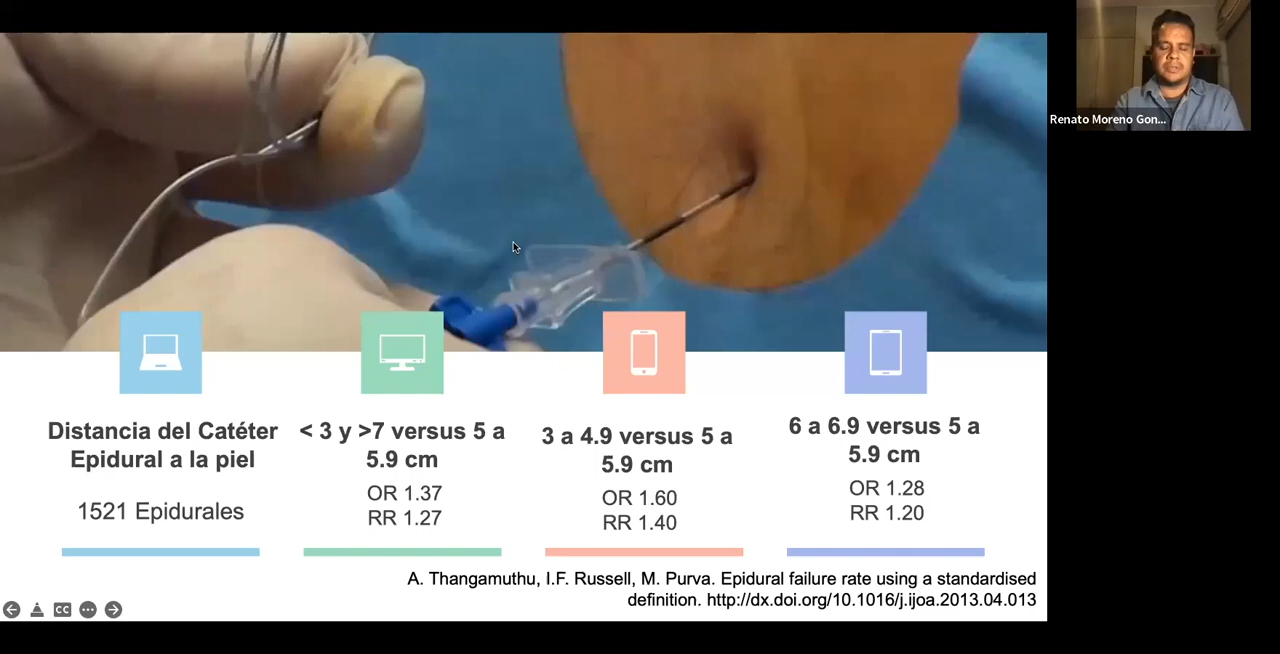 Renato Moreno Gon...
Distancia del Catéter
Epidural a la piel
1521 Epidurales
< 3 y >7 versus 5 a
5.9 cm
OR 1.37
RR 1.27
3 a 4.9 versus 5 a
5.9 cm
OR 1.60
RR 1.40
6 a 6.9 versus 5 a
5.9 cm
OR 1.28
RR 1.20
A. Thangamuthu, I.F. Russell, M. Purva. Epidural failure rate using a standardised
definition. http://dx.doi.org/10.1016/j.ijoa.2013.04.013
CC